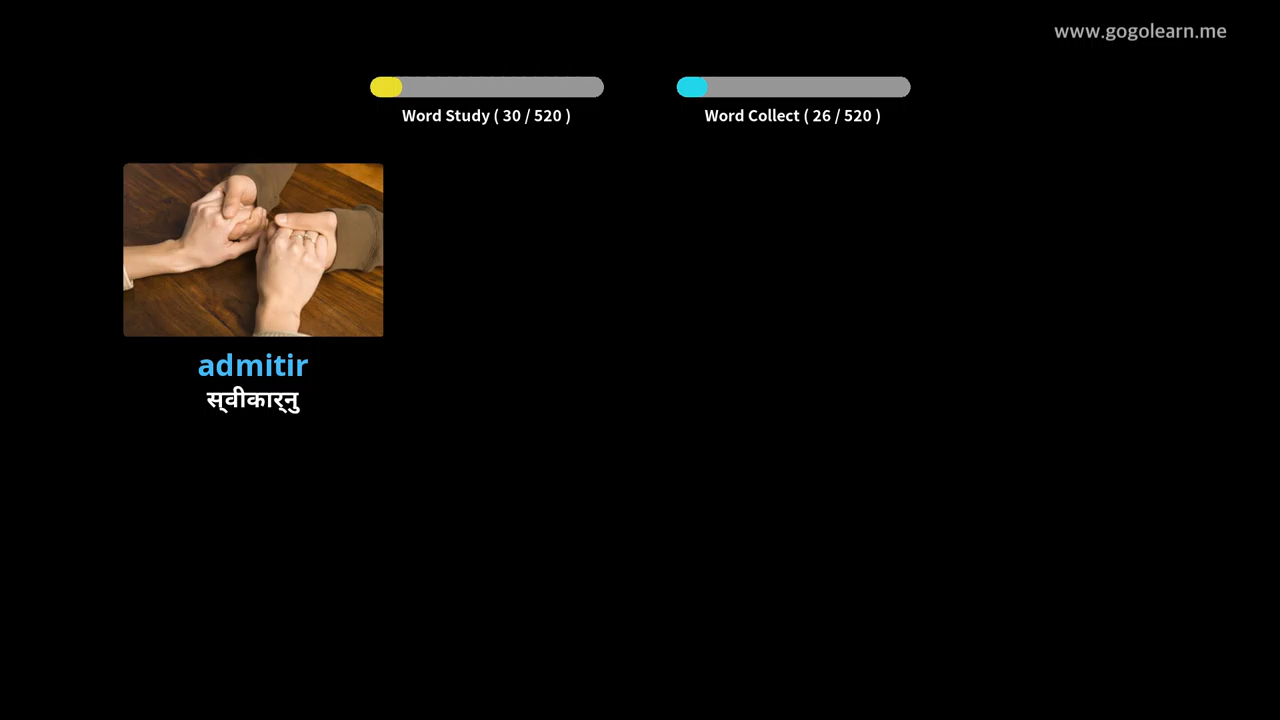 www.gogolearn.me
Word Study ( 30 / 520 )
Word Collect ( 26 / 520 )
admitir
स्वीकार्नु